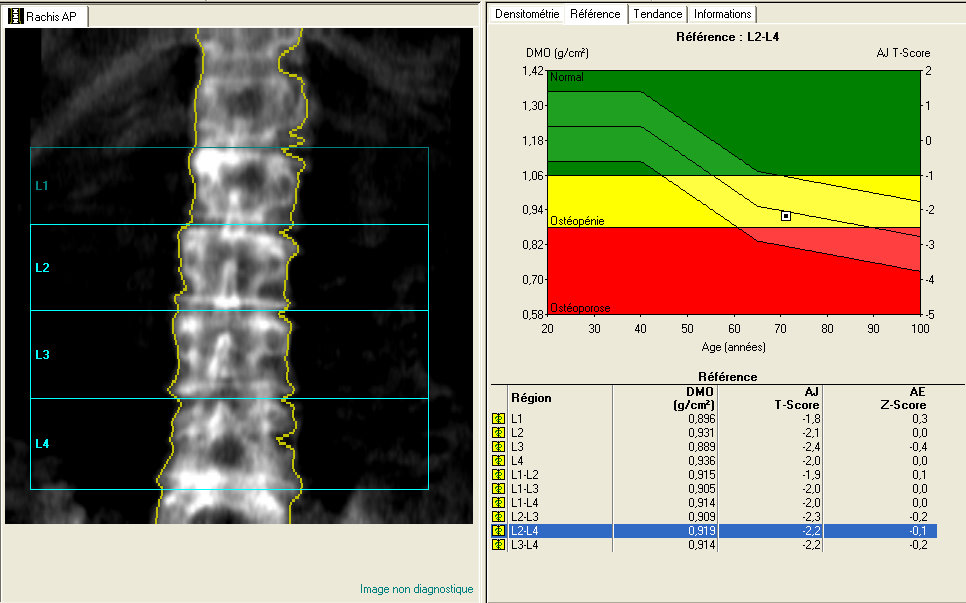 Rachis AP
L1
L2
L3
L4
Image non diagnostique
Densitométrie Référence Tendance Informations
Référence : L2-L4
DMO (g/cm²) AJ T-Score
1,42 Normal 2
1,30 1
1,18 0
1,06 -1
0,94 -2
Ostéopénie
0,82 -3
0,70 -4
Ostéoporose
0,58 -5
20 30 40 50 60 70 80 90 100
Age (années)
Référence
Région DMO (g/cm²) AJ T-Score AE Z-Score
L1 0,896 -1,8 0,3
L2 0,931 -2,1 0,0
L3 0,889 -2,4 -0,4
L4 0,936 -2,0 0,0
L1-L2 0,915 -1,9 0,1
L1-L3 0,905 -2,0 0,0
L1-L4 0,914 -2,0 0,0
L2-L3 0,909 -2,3 -0,2
L2-L4 0,919 -2,2 -0,1
L3-L4 0,914 -2,2 -0,2